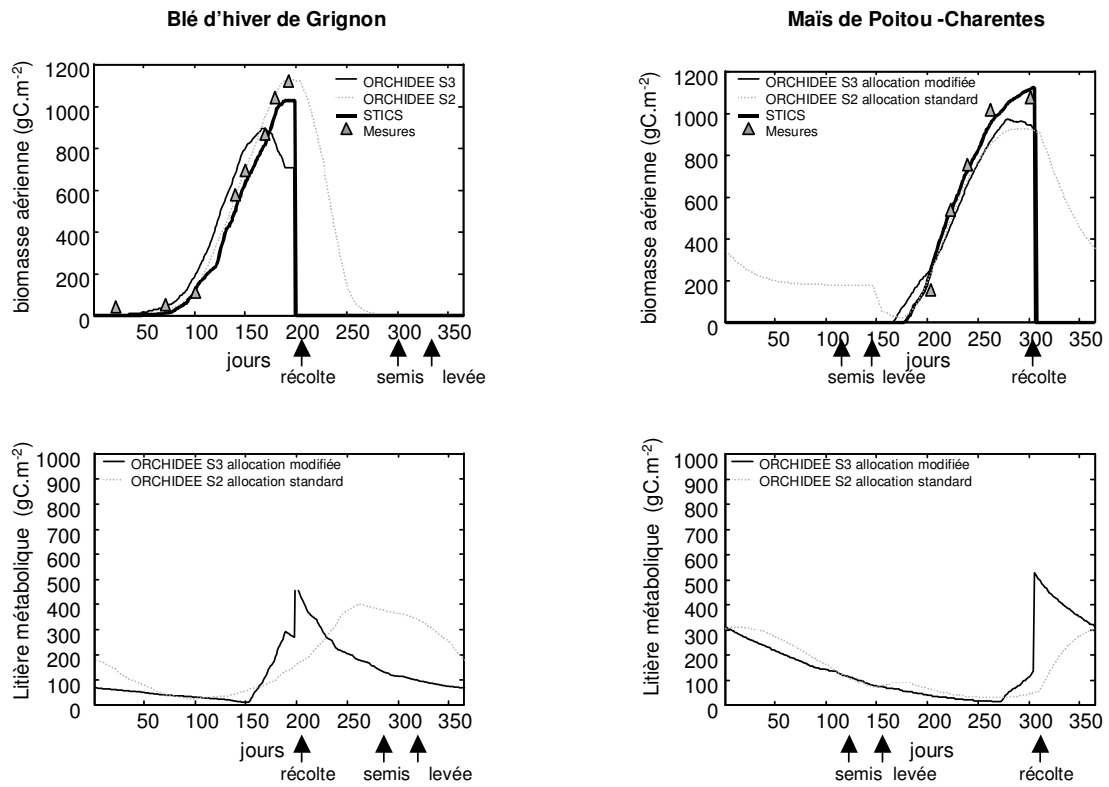 Blé d'hiver de Grignon
Maïs de Poitou -Charentes
biomasse aérienne (gC.m-2)
1200
1000
800
600
400
200
0
ORCHIDEE S3
ORCHIDEE S2
STICS
Mesures
50 100 150 200 250 300 350
jours
récolte semis levée
biomasse aérienne (gC.m-2)
1200
1000
800
600
400
200
0
ORCHIDEE S3 allocation modifiée
ORCHIDEE S2 allocation standard
STICS
Mesures
50 100 150 200 250 300 350
jours
semis levée récolte
Litière métabolique (gC.m-2)
1000
900
800
700
600
500
400
300
200
100
0
ORCHIDEE S3 allocation modifiée
ORCHIDEE S2 allocation standard
50 100 150 200 250 300 350
jours
récolte semis levée
Litière métabolique (gC.m-2)
1000
900
800
700
600
500
400
300
200
100
0
ORCHIDEE S3 allocation modifiée
ORCHIDEE S2 allocation standard
50 100 150 200 250 300 350
jours
semis levée récolte